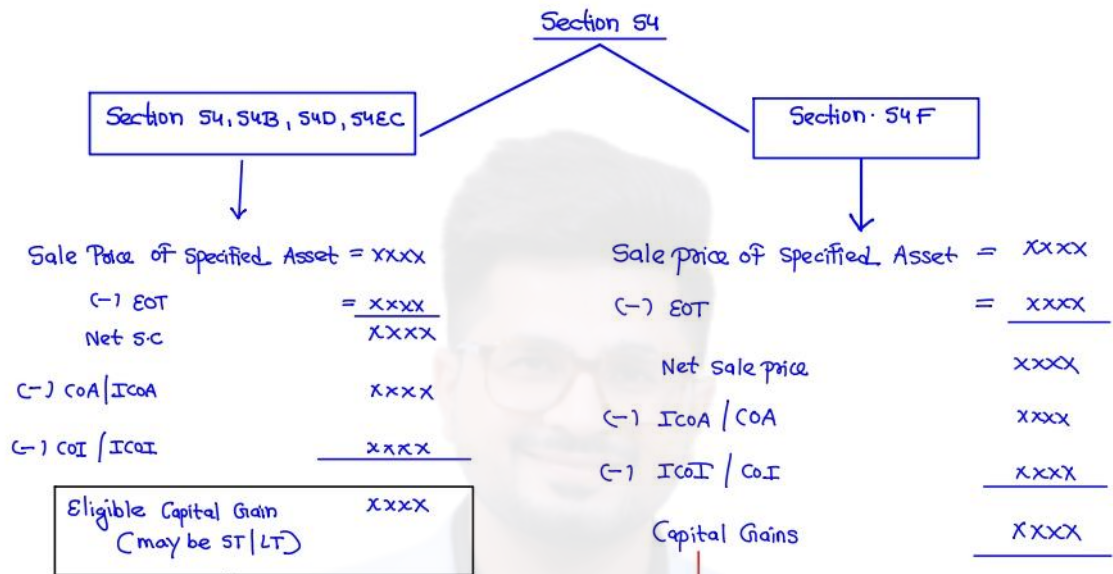 Section 54
Section 54, 54B, 54D, 54EC
Sale Price of Specified Asset = xxxx
(-) EOT = xxxx
Net S.C xxxx
(-) COA/ICOA xxxx
(-) COI/ICOI xxxx
Eligible Capital Gain xxxx
(may be ST/LT)
Section. 54F
Sale price of Specified Asset = xxxx
(-) EOT = xxxx
Net Sale price xxxx
(-) ICOA/COA xxxx
(-) ICOI/COI xxxx
Capital Gains xxxx